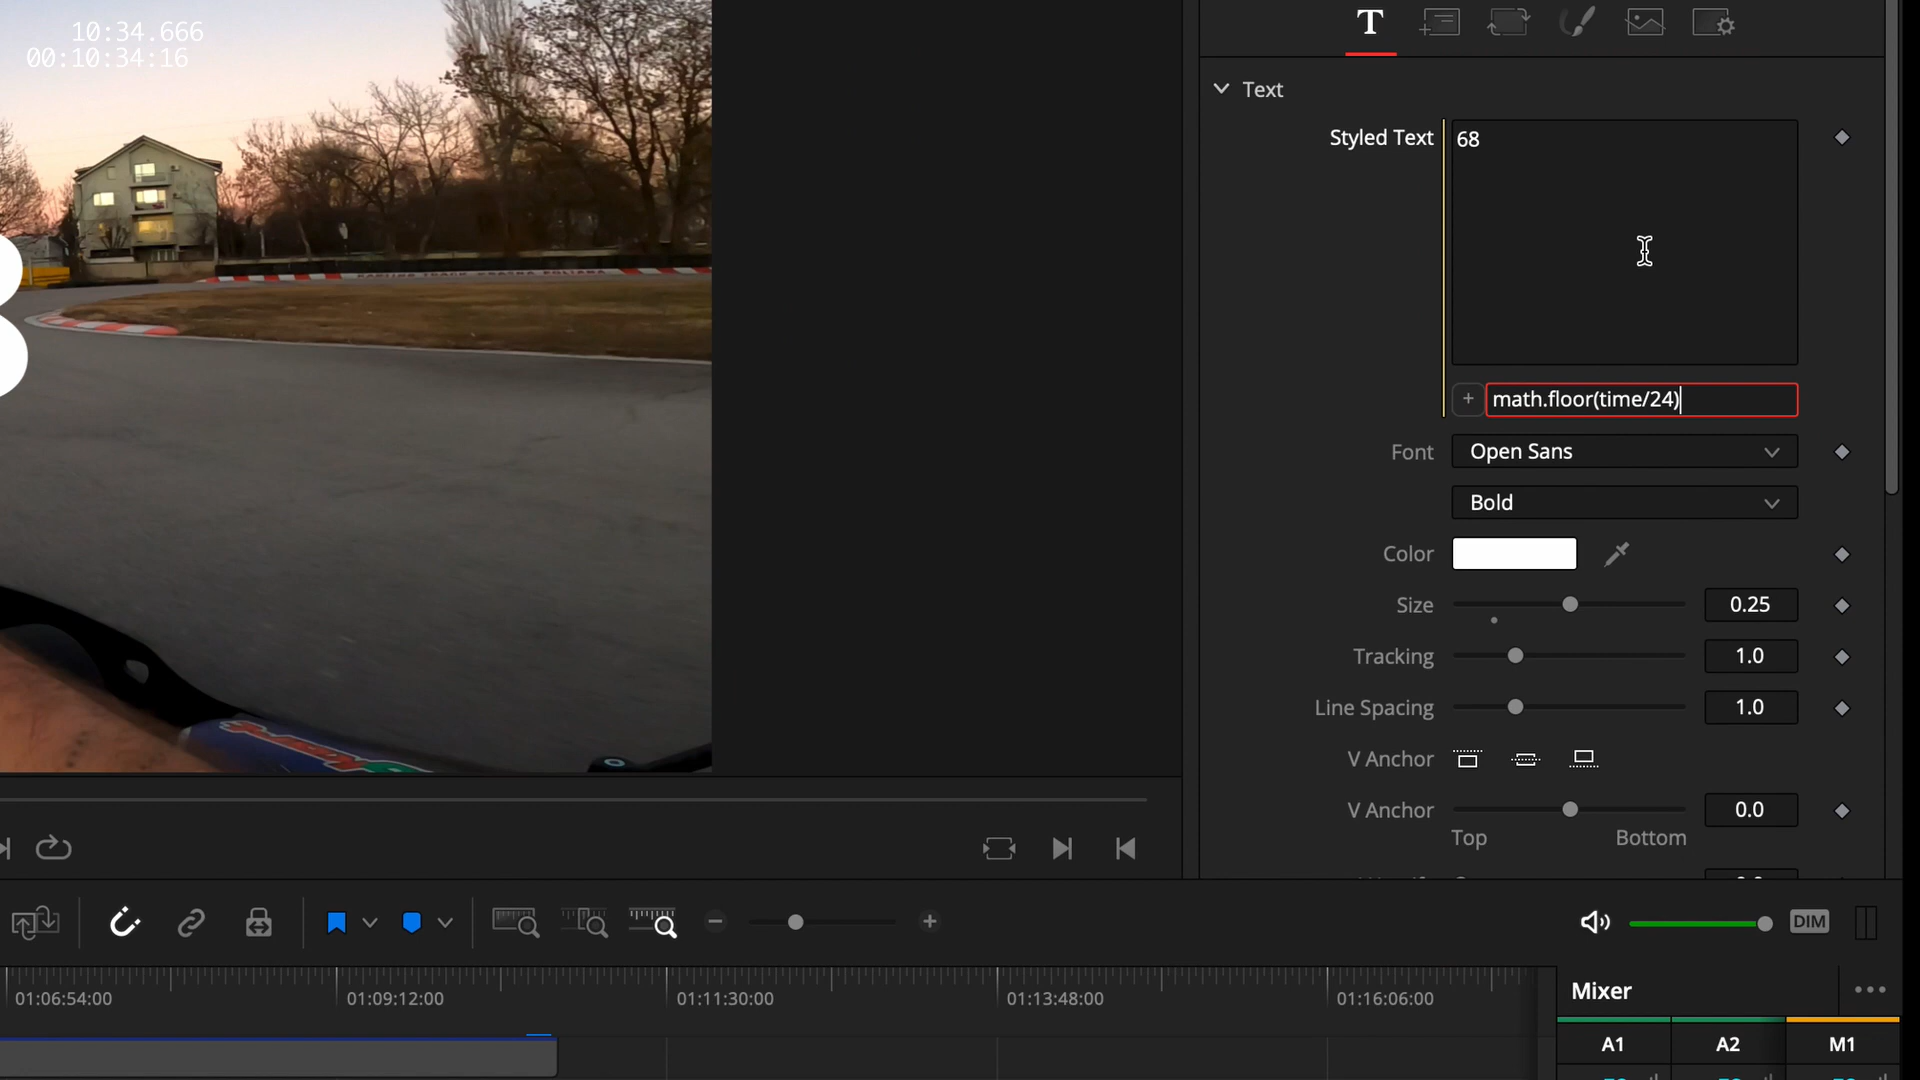 10:34.666
00:10:34:16
T
Text
Styled Text
68
math.floor(time/24)
Font
Open Sans
Bold
Color
Size
0.25
Tracking
1.0
Line Spacing
1.0
V Anchor
V Anchor
0.0
Top
Bottom
DIM
01:06:54:00
01:09:12:00
01:11:30:00
01:13:48:00
01:16:06:00
Mixer
A1
A2
M1